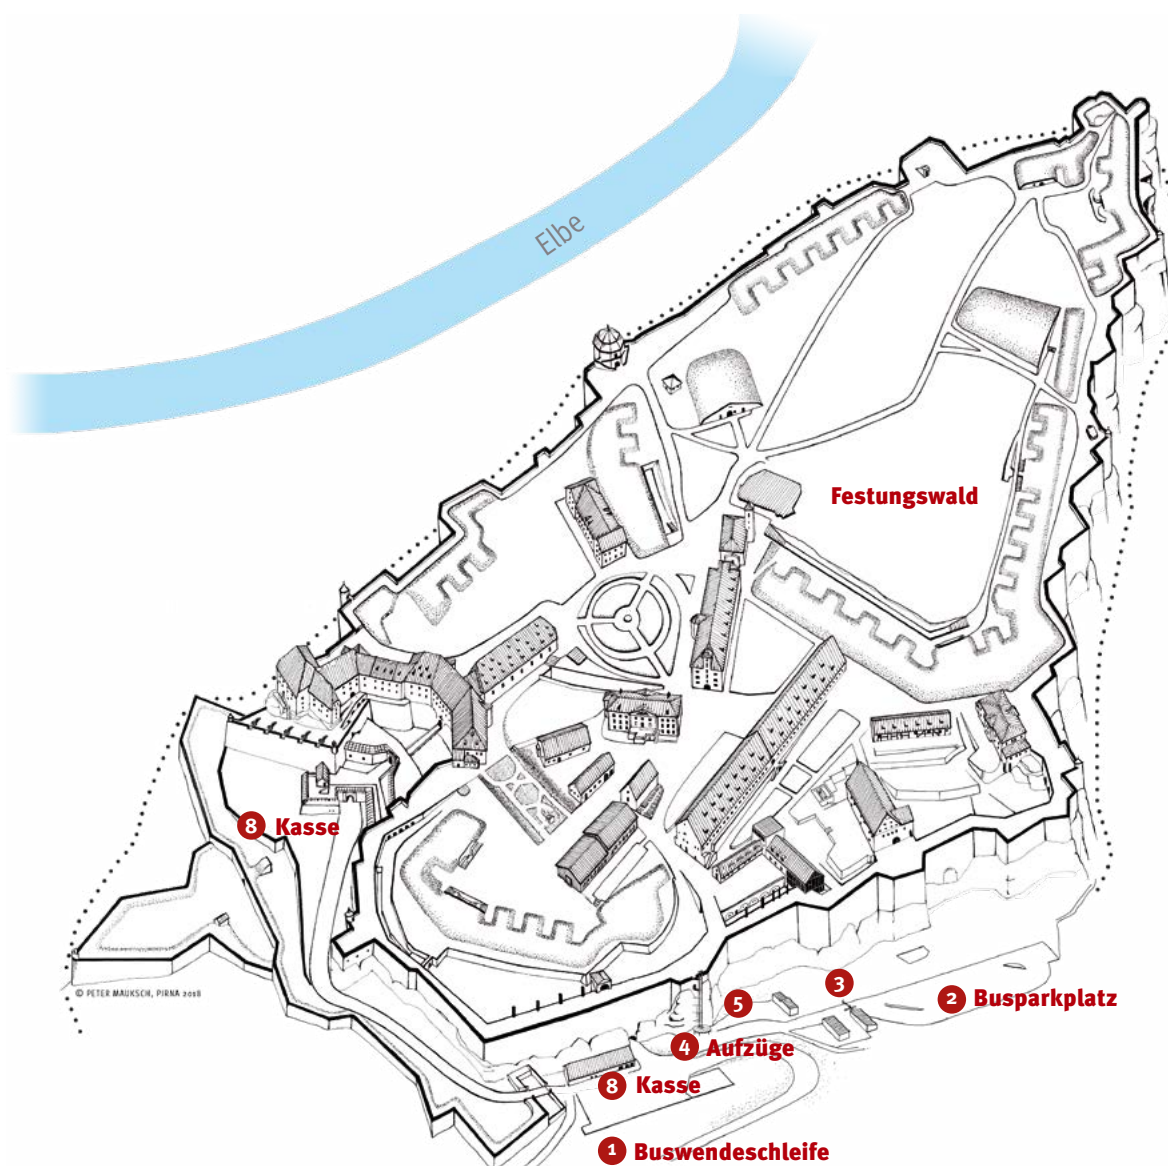 Elbe
Festungswald
8 Kasse
© PETER MAUKSCH, PIRNA 2018
3
5
2 Busparkplatz
4 Aufzüge
8 Kasse
1 Buswendeschleife